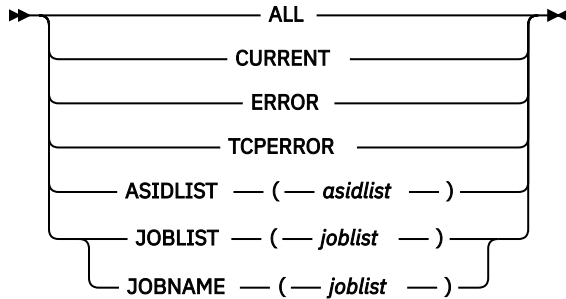 ALL
CURRENT
ERROR
TCPERROR
ASIDLIST ( asidlist )
JOBLIST ( joblist )
JOBNAME ( joblist )